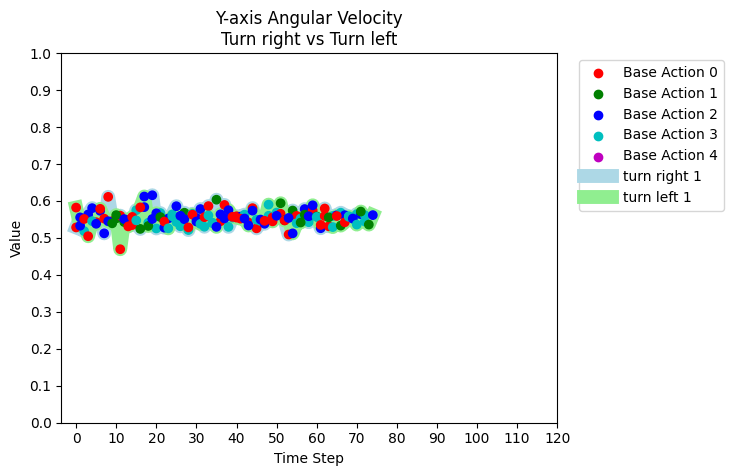 Y-axis Angular Velocity
Turn right vs Turn left
1.0
0.9
0.8
0.7
0.6
0.5
0.4
0.3
0.2
0.1
0.0
Value
0 10 20 30 40 50 60 70 80 90 100 110 120
Time Step
Base Action 0
Base Action 1
Base Action 2
Base Action 3
Base Action 4
turn right 1
turn left 1